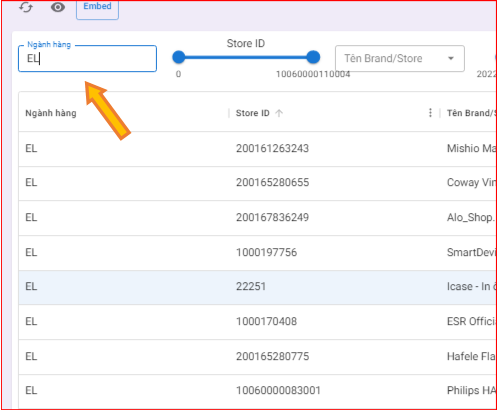 Embed
Ngành hàng
Store ID
EL
Tên Brand/Store
0
10060000110004
2022
Ngành hàng
Store ID
Tên Brand/S
EL
200161263243
Mishio Ma
EL
200165280655
Coway Vin
EL
200167836249
Alo_Shop.
EL
1000197756
SmartDevi
EL
22251
Icase - In
EL
1000170408
ESR Offici
EL
200165280775
Hafele Fla
EL
10060000083001
Philips HA